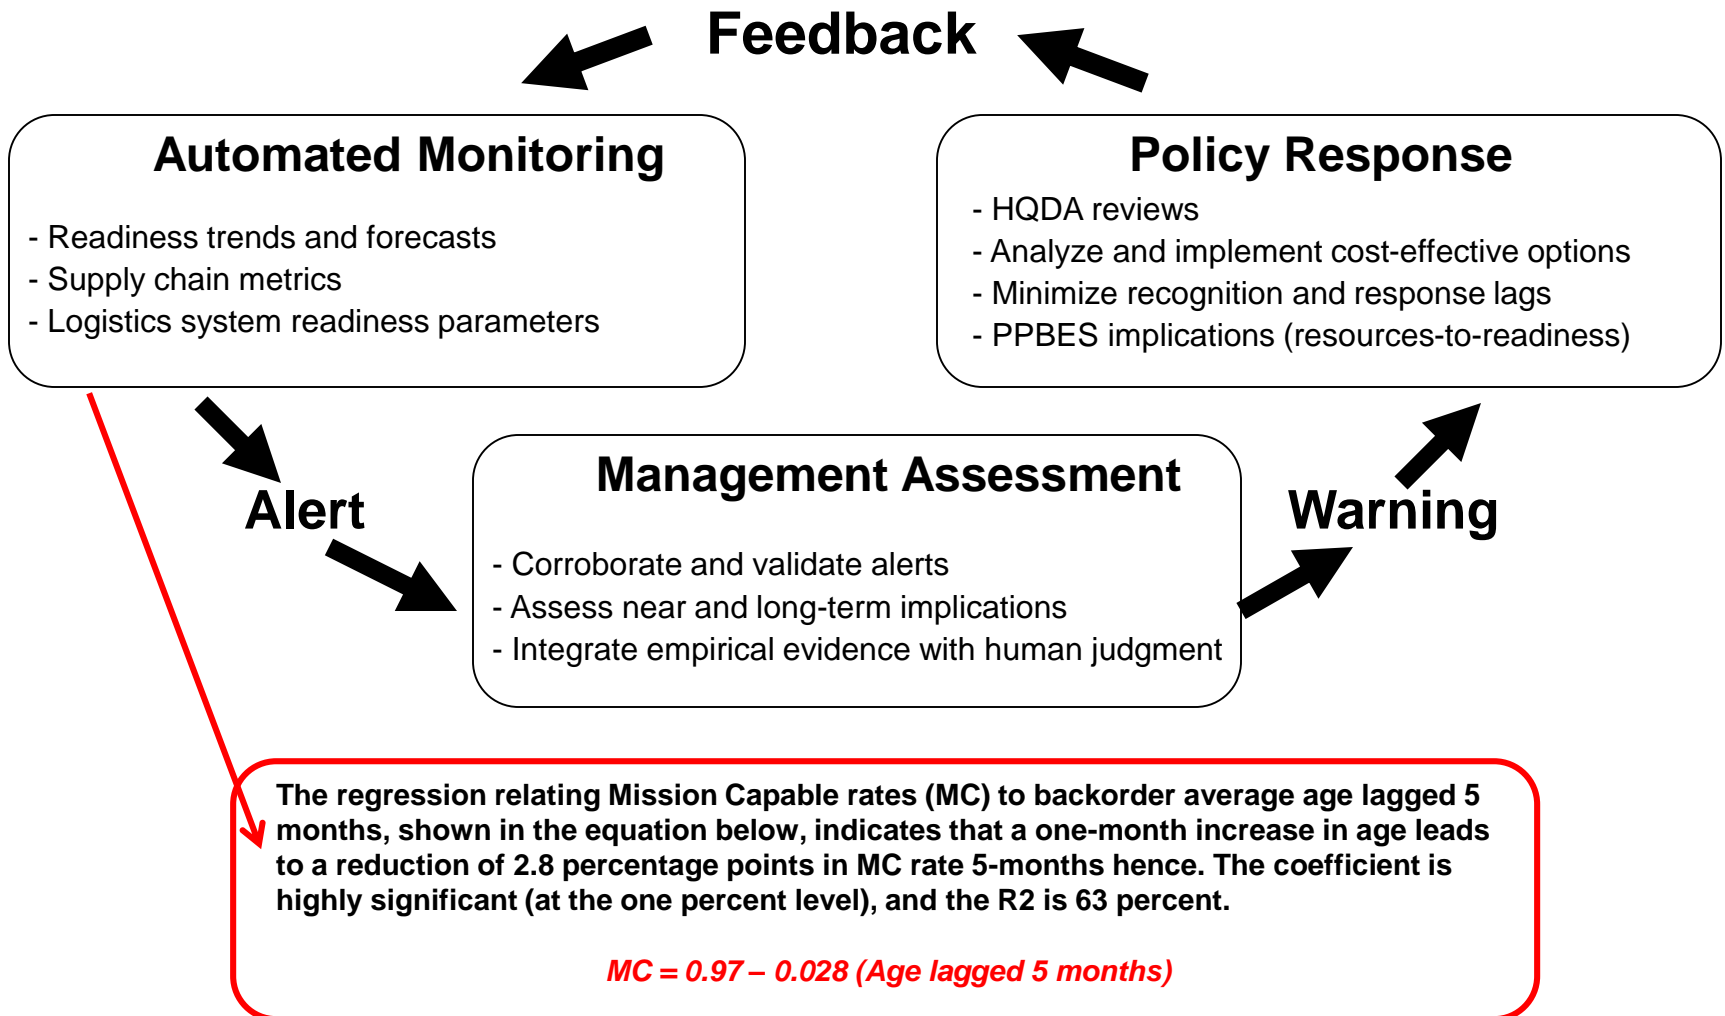 Feedback
Automated Monitoring
- Readiness trends and forecasts
- Supply chain metrics
- Logistics system readiness parameters
Policy Response
- HQDA reviews
- Analyze and implement cost-effective options
- Minimize recognition and response lags
- PPBES implications (resources-to-readiness)
Alert
Management Assessment
- Corroborate and validate alerts
- Assess near and long-term implications
- Integrate empirical evidence with human judgment
Warning
The regression relating Mission Capable rates (MC) to backorder average age lagged 5
months, shown in the equation below, indicates that a one-month increase in age leads
to a reduction of 2.8 percentage points in MC rate 5-months hence. The coefficient is
highly significant (at the one percent level), and the R2 is 63 percent.
MC = 0.97 – 0.028 (Age lagged 5 months)